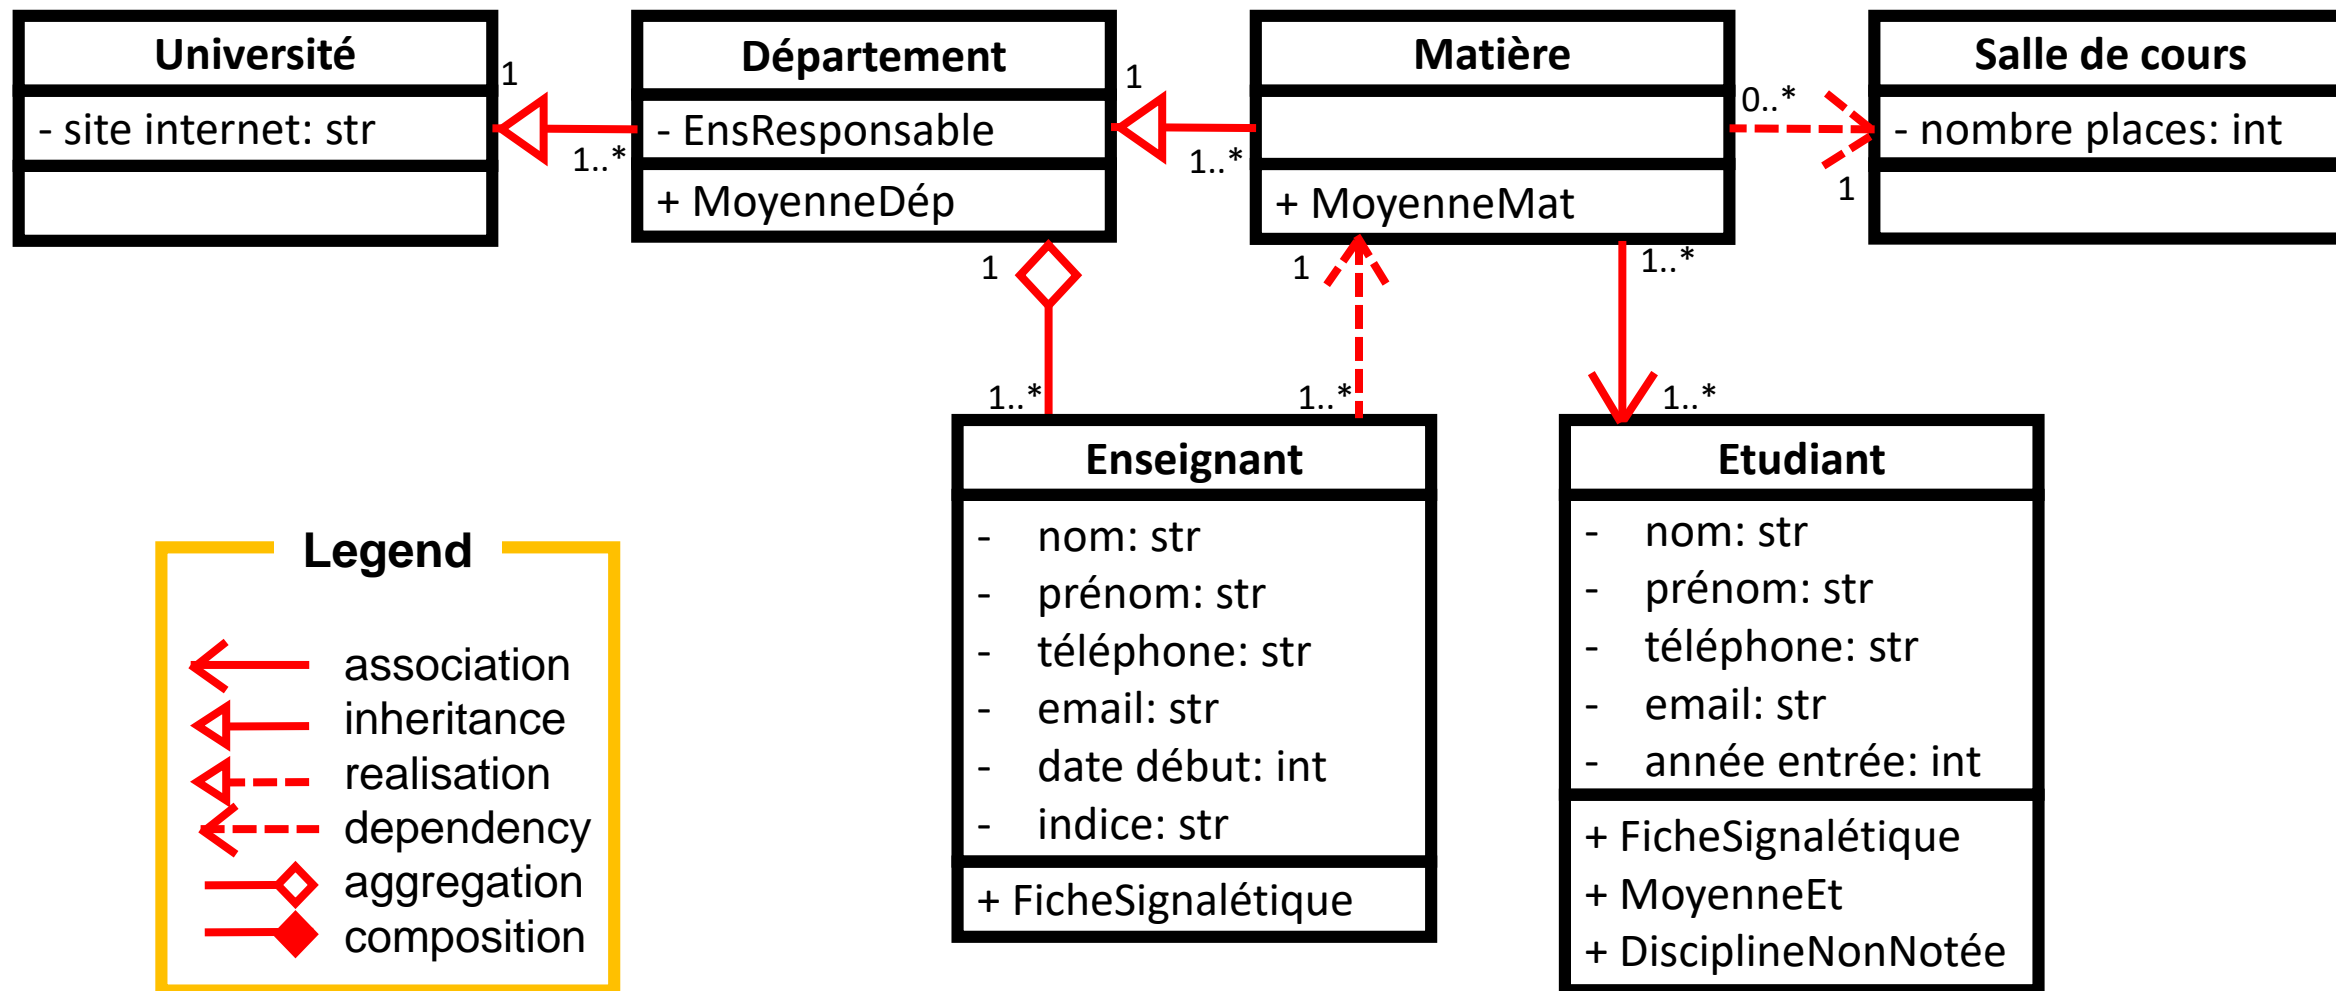 Université
- site internet: str
1
1..*
Département
- EnsResponsable
+ MoyenneDép
1
1..*
Matière
+ MoyenneMat
0..*
1
Salle de cours
- nombre places: int
1
1..*
1
1..*
1..*
1..*
Enseignant
- nom: str
- prénom: str
- téléphone: str
- email: str
- date début: int
- indice: str
+ FicheSignalétique
Etudiant
- nom: str
- prénom: str
- téléphone: str
- email: str
- année entrée: int
+ FicheSignalétique
+ MoyenneEt
+ DisciplineNonNotée
Legend
association
inheritance
realisation
dependency
aggregation
composition